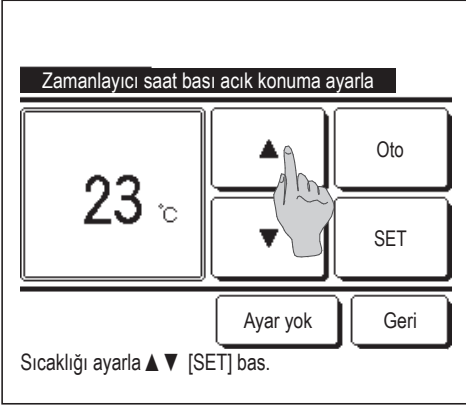 Zamanlayıcı saat bası acık konuma ayarla
23 °C
▲
Oto
▼
SET
Ayar yok
Geri
Sıcaklığı ayarla ▲ ▼ [SET] bas.